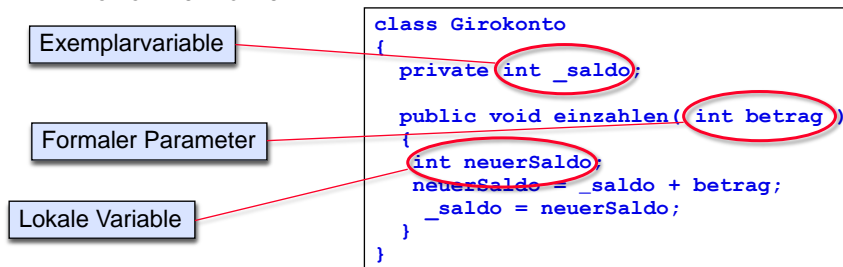 class Girokonto
Exemplarvariable
{
private int _saldo;
public void einzahlen( int betrag )
Formaler Parameter
{
int neuerSaldo;
neuerSaldo = _saldo + betrag;
Lokale Variable
_saldo = neuerSaldo;
}
}